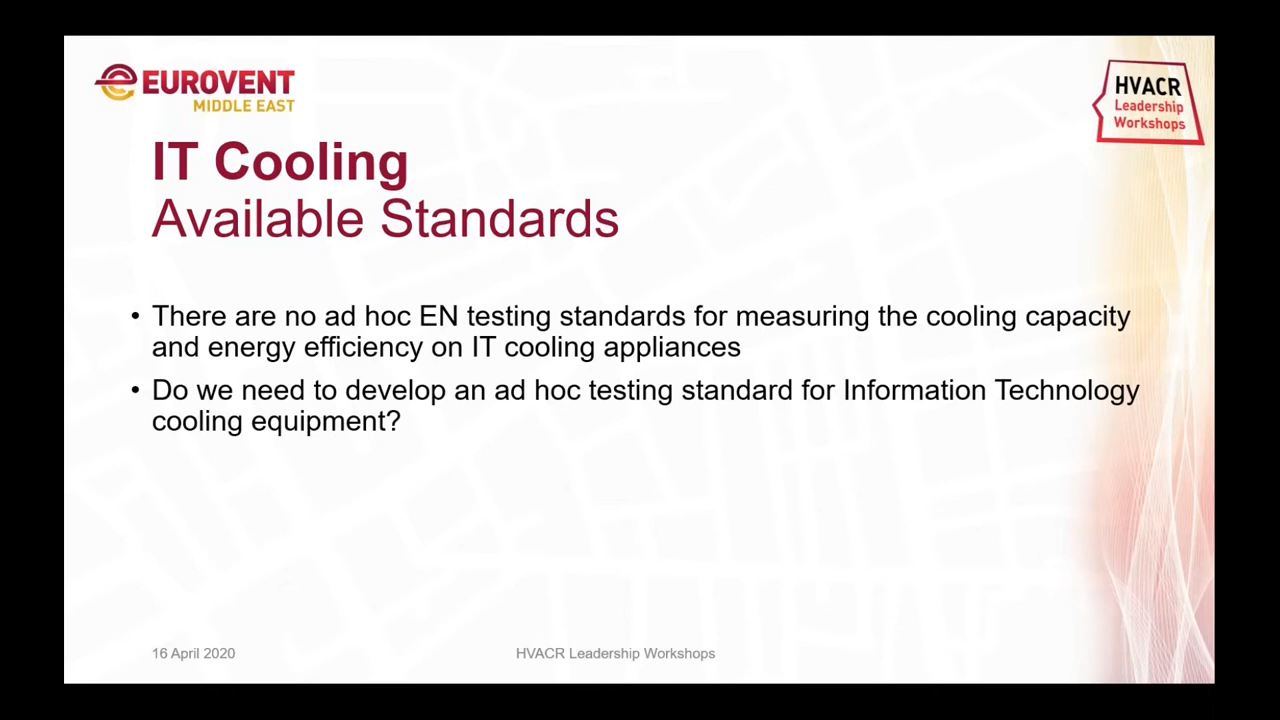 EUROVENT
MIDDLE EAST
HVACR
Leadership
Workshops
IT Cooling
Available Standards
• There are no ad hoc EN testing standards for measuring the cooling capacity
and energy efficiency on IT cooling appliances
• Do we need to develop an ad hoc testing standard for Information Technology
cooling equipment?
16 April 2020
HVACR Leadership Workshops